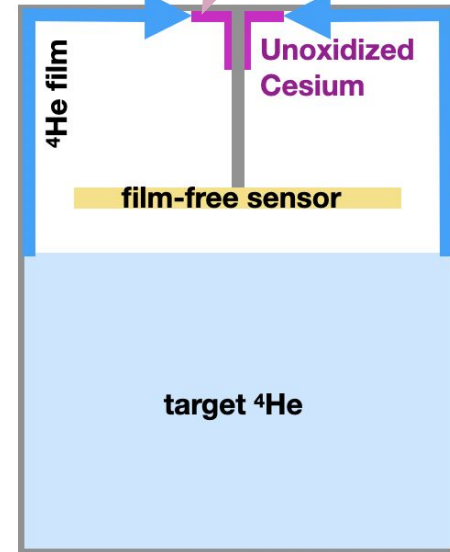 ⁴He film
Unoxidized
Cesium
film-free sensor
target ⁴He